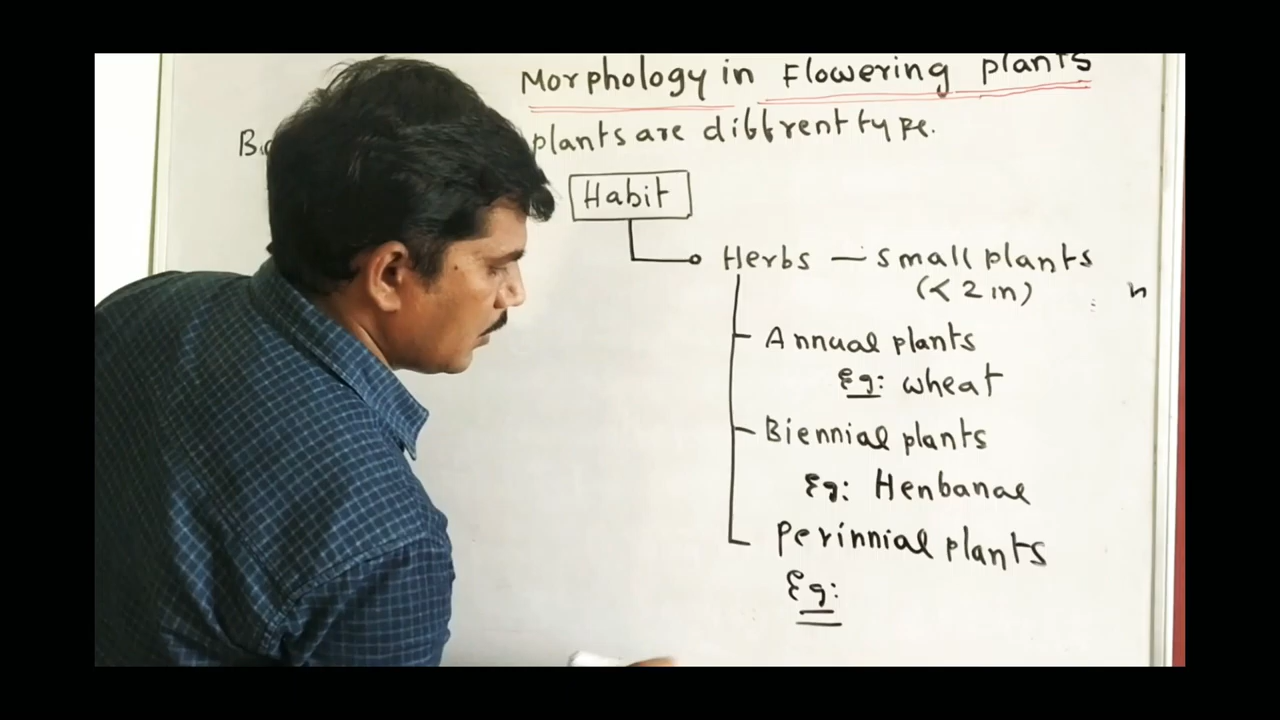 Morphology in Flowering plants
plants are diffrent type.
Habit
Herbs — small plants
(< 2 m)
Annual plants
Eg: wheat
Biennial plants
Eg: Henbanae
Perinnial plants
Eg: